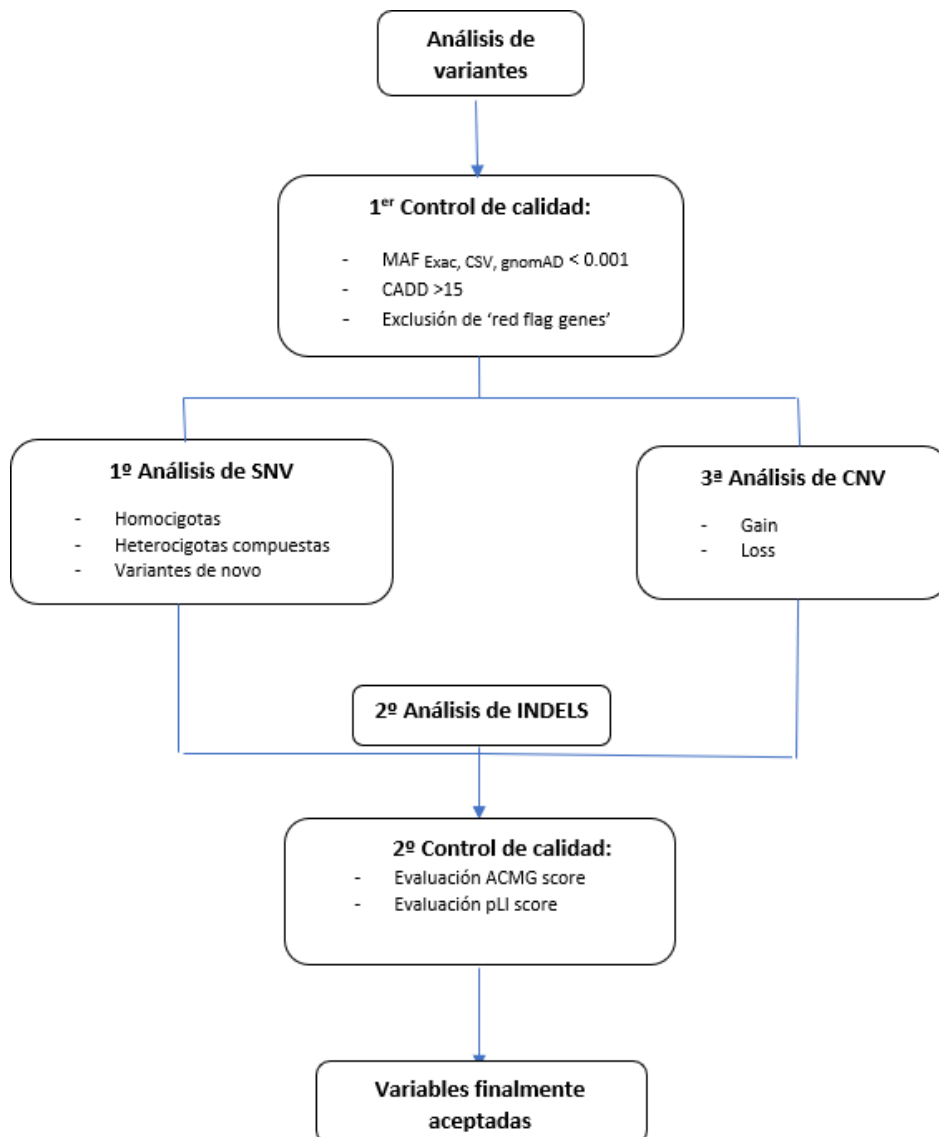 Análisis de
variantes
1er Control de calidad:
- MAF Exac, CSV, gnomAD < 0.001
- CADD >15
- Exclusión de ‘red flag genes’
1º Análisis de SNV
- Homocigotas
- Heterocigotas compuestas
- Variantes de novo
3ª Análisis de CNV
- Gain
- Loss
2º Análisis de INDELS
2º Control de calidad:
- Evaluación ACMG score
- Evaluación pLI score
Variables finalmente
aceptadas